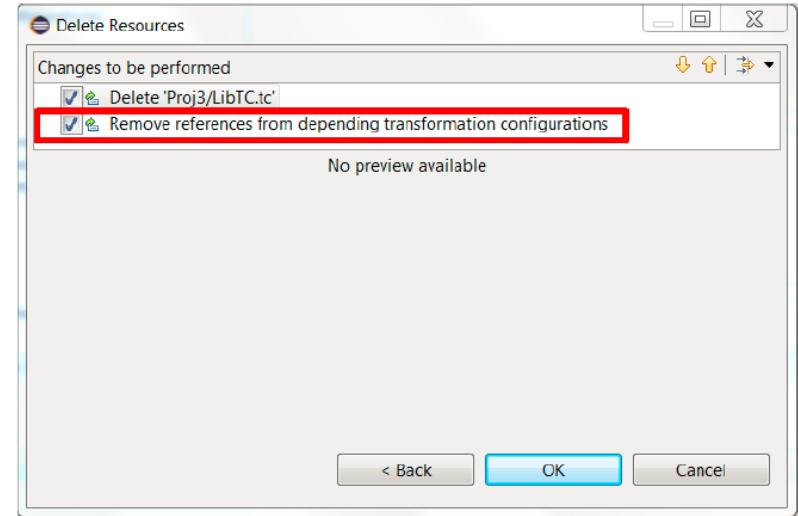 Delete Resources
Changes to be performed
Delete 'Proj3/LibTC.tc'
Remove references from depending transformation configurations
No preview available
< Back OK Cancel